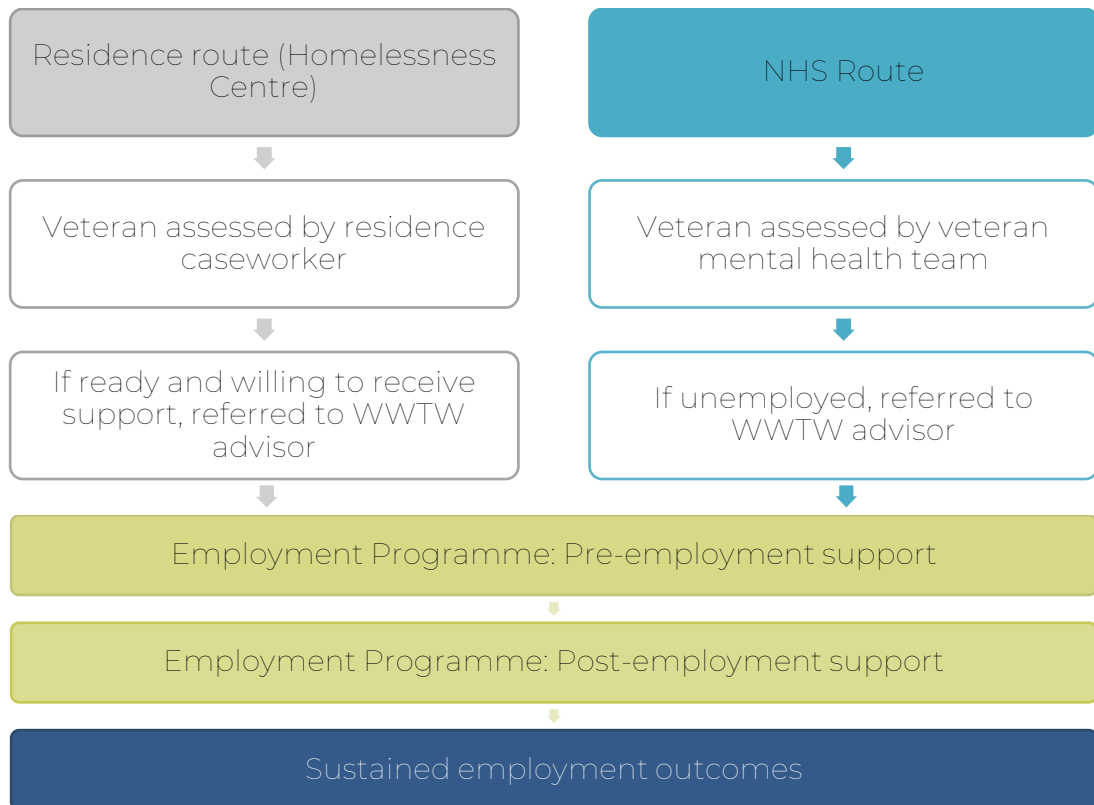 Residence route (Homelessness
Centre)
NHS Route
Veteran assessed by residence
caseworker
Veteran assessed by veteran
mental health team
If ready and willing to receive
support, referred to WWTW
advisor
If unemployed, referred to
WWTW advisor
Employment Programme: Pre-employment support
Employment Programme: Post-employment support
Sustained employment outcomes